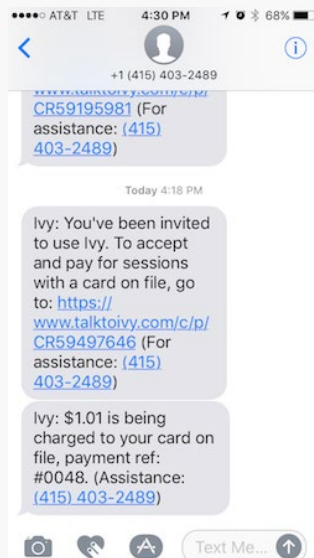 AT&T LTE 4:30 PM 68%
+1 (415) 403-2489
www.talktoivy.com/c/p/
CR59195981 (For
assistance: (415)
403-2489)
Today 4:18 PM
Ivy: You've been invited
to use Ivy. To accept
and pay for sessions
with a card on file, go
to: https://
www.talktoivy.com/c/p/
CR59497646 (For
assistance: (415)
403-2489)
Ivy: $1.01 is being
charged to your card on
file, payment ref:
#0048. (Assistance:
(415) 403-2489)
Text Me...